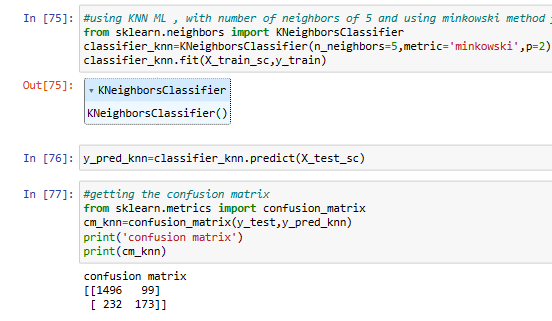 In [75]: #using KNN ML , with number of neighbors of 5 and using minkowski method
from sklearn.neighbors import KNeighborsClassifier
classifier_knn=KNeighborsClassifier(n_neighbors=5,metric='minkowski',p=2)
classifier_knn.fit(X_train_sc,y_train)
Out[75]: ▾ KNeighborsClassifier
KNeighborsClassifier()
In [76]: y_pred_knn=classifier_knn.predict(X_test_sc)
In [77]: #getting the confusion matrix
from sklearn.metrics import confusion_matrix
cm_knn=confusion_matrix(y_test,y_pred_knn)
print('confusion matrix')
print(cm_knn)
confusion matrix
[[1496   99]
 [ 232  173]]